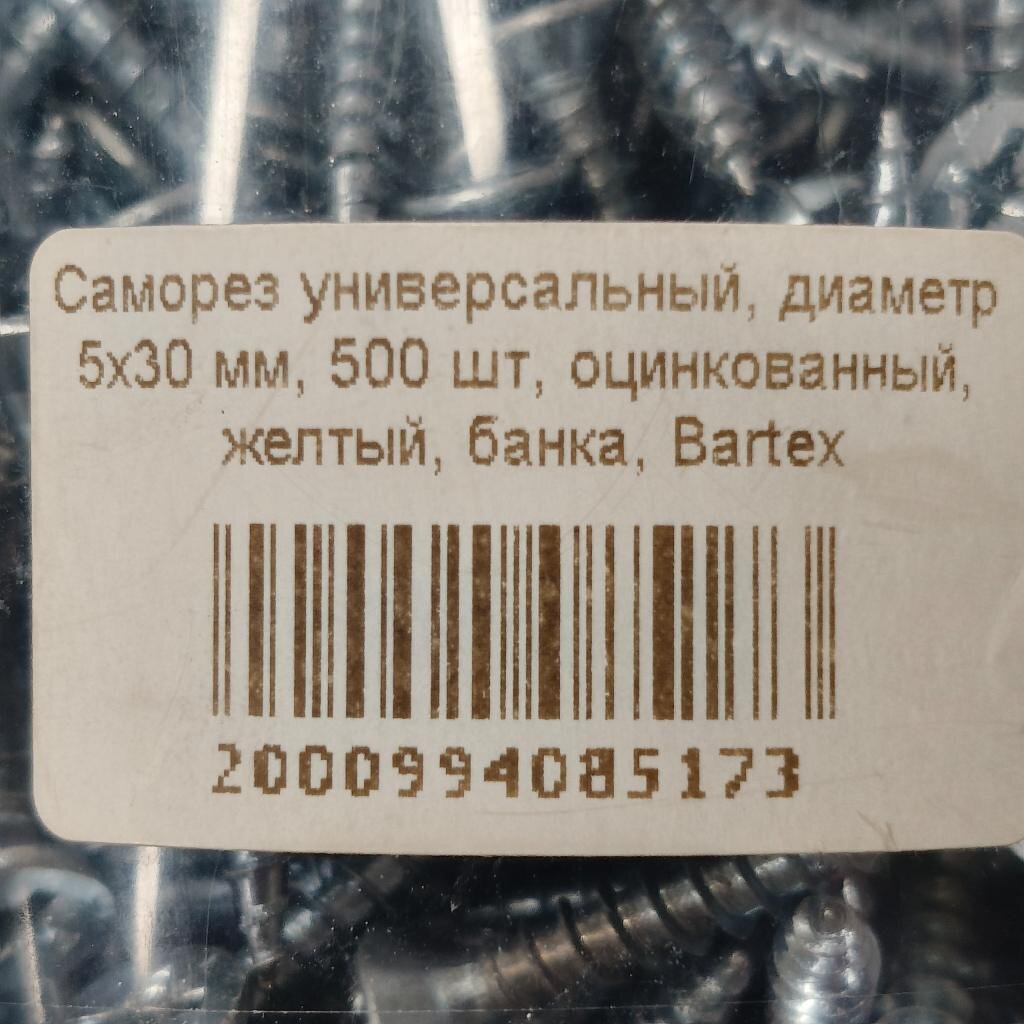 Саморез универсальный, диаметр
5х30 мм, 500 шт, оцинкованный,
желтый, банка, Bartex
2000994085173